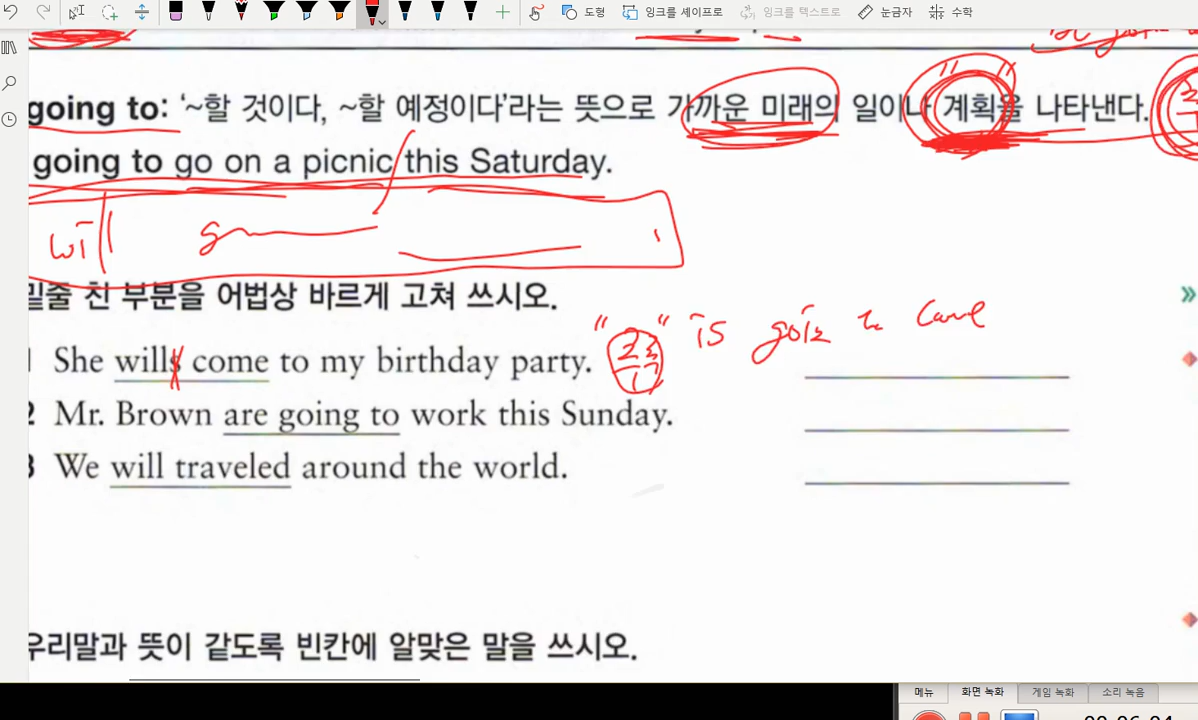 도형 잉크를 셰이프로 잉크를 텍스트로 눈금자 수학
going to: '~할 것이다, ~할 예정이다'라는 뜻으로 가까운 미래의 일이나 계획을 나타낸다.
going to go on a picnic this Saturday.
will
밑줄 친 부분을 어법상 바르게 고쳐 쓰시오.
" " is going to come
1 She wills come to my birthday party.
2 Mr. Brown are going to work this Sunday.
3 We will traveled around the world.
우리말과 뜻이 같도록 빈칸에 알맞은 말을 쓰시오.
메뉴 화면 녹화 게임 녹화 소리 녹음